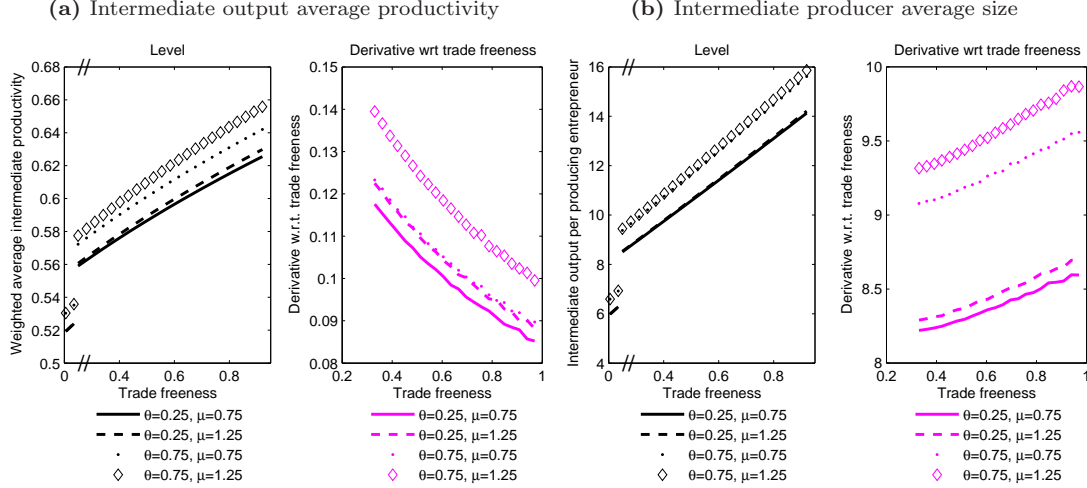 (a) Intermediate output average productivity
(b) Intermediate producer average size
Level
Weighted average intermediate productivity
0.68
0.66
0.64
0.62
0.6
0.58
0.56
0.54
0.52
0.5
//
//
0 0.4 0.6 0.8
Trade freeness
θ=0.25, μ=0.75
θ=0.25, μ=1.25
θ=0.75, μ=0.75
θ=0.75, μ=1.25
Derivative wrt trade freeness
Derivative w.r.t. trade freeness
0.15
0.14
0.13
0.12
0.11
0.1
0.09
0.08
0.2 0.4 0.6 0.8 1
Trade freeness
θ=0.25, μ=0.75
θ=0.25, μ=1.25
θ=0.75, μ=0.75
θ=0.75, μ=1.25
Level
Intermediate output per producing entrepreneur
16
14
12
10
8
6
4
//
//
0 0.4 0.6 0.8
Trade freeness
θ=0.25, μ=0.75
θ=0.25, μ=1.25
θ=0.75, μ=0.75
θ=0.75, μ=1.25
Derivative wrt trade freeness
Derivative w.r.t. trade freeness
10
9.5
9
8.5
8
0.2 0.4 0.6 0.8 1
Trade freeness
θ=0.25, μ=0.75
θ=0.25, μ=1.25
θ=0.75, μ=0.75
θ=0.75, μ=1.25